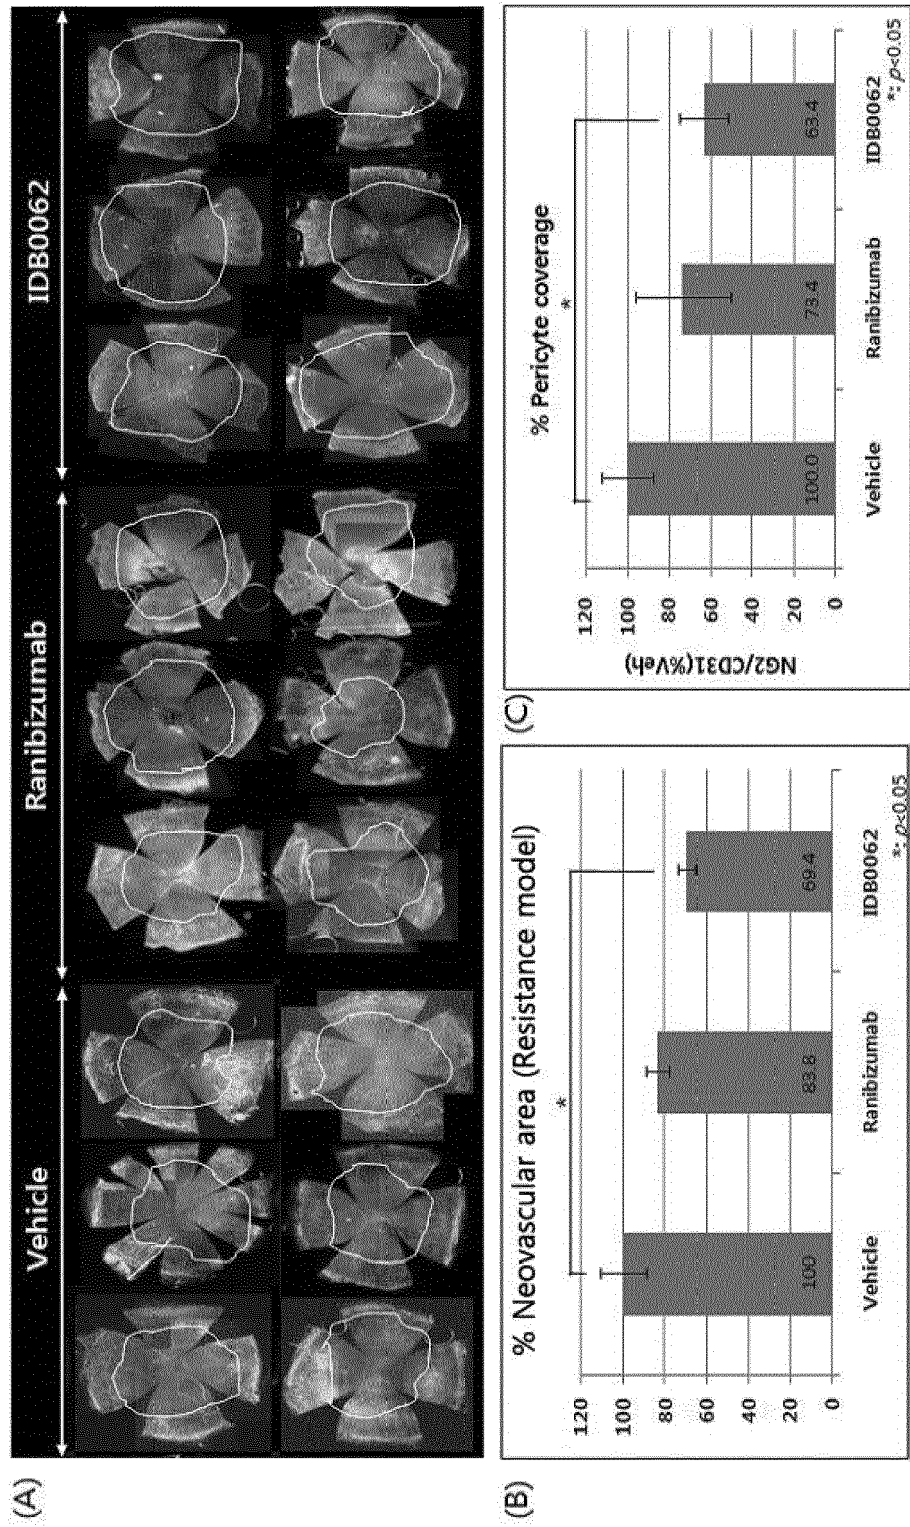 (A)
Vehicle
Ranibizumab
IDB0062
(B)
% Neovascular area (Resistance model)
*
120
100
80
60
40
20
0
100
83.8
69.4
Vehicle
Ranibizumab
IDB0062
*: p<0.05
(C)
% Pericyte coverage
*
NG2/CD31(%Veh)
120
100
80
60
40
20
0
100.0
73.4
63.4
Vehicle
Ranibizumab
IDB0062
*: p<0.05